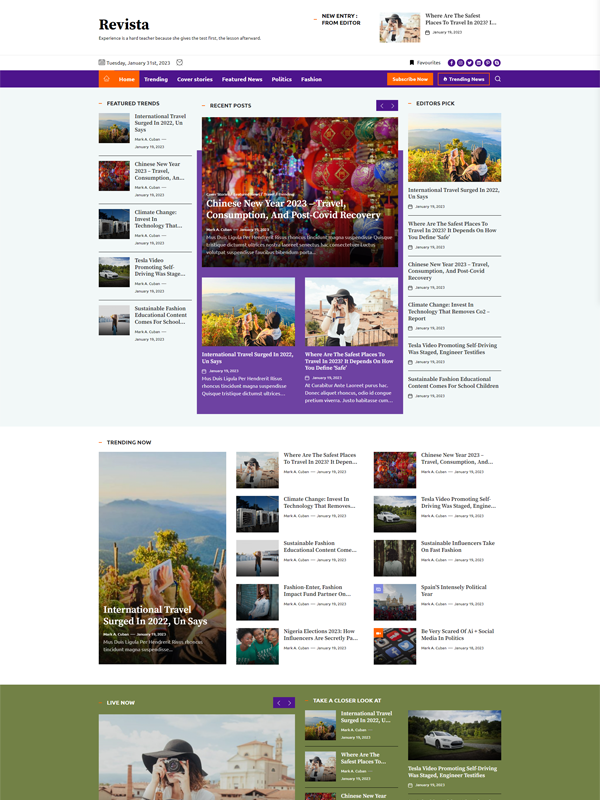 Revista
Experience is a hard teacher because she gives the test first, the lesson afterward.
NEW ENTRY :
FROM EDITOR
Where Are The Safest
Places To Travel In 2023? I...
January 19, 2023
Tuesday, January 31st, 2023
Favourites
Home
Trending
Cover stories
Featured News
Politics
Fashion
Subscribe Now
Trending News
FEATURED TRENDS
International Travel
Surged In 2022, Un
Says
Mark A. Cuban —
January 19, 2023
Chinese New Year
2023 – Travel,
Consumption, An...
Mark A. Cuban —
January 19, 2023
Climate Change:
Invest In
Technology That...
Mark A. Cuban —
January 19, 2023
Tesla Video
Promoting Self-
Driving Was Stage...
Mark A. Cuban —
January 19, 2023
Sustainable Fashion
Educational Content
Comes For School...
Mark A. Cuban —
January 19, 2023
RECENT POSTS
Chinese New Year 2023 – Travel,
Consumption, And Post-Covid Recovery
Mark A. Cuban — January 19, 2023
Mus Duis Ligula Per Hendrerit Risus rhoncus tincidunt magna suspendisse Quisque
tristique dictumst ultrices nostra laoreet senectus hac consectetuer Luctus
volutpat suspendisse faucibus bibendum porta...
International Travel Surged In 2022,
Un Says
January 19, 2023
Mus Duis Ligula Per Hendrerit Risus
rhoncus tincidunt magna suspendisse
Quisque tristique dictumst ultrices...
Where Are The Safest Places To
Travel In 2023? It Depends On How
You Define 'Safe'
January 19, 2023
At Curabitur Ante Laoreet purus hac.
Donec aliquet rhoncus, odio id congue
pretium viverra. Justo habitasse cum...
EDITORS PICK
International Travel Surged In 2022,
Un Says
January 19, 2023
Where Are The Safest Places To
Travel In 2023? It Depends On How
You Define 'Safe'
January 19, 2023
Chinese New Year 2023 – Travel,
Consumption, And Post-Covid
Recovery
January 19, 2023
Climate Change: Invest In
Technology That Removes Co2 –
Report
January 19, 2023
Tesla Video Promoting Self-Driving
Was Staged, Engineer Testifies
January 19, 2023
Sustainable Fashion Educational
Content Comes For School Children
January 19, 2023
TRENDING NOW
International Travel
Surged In 2022, Un Says
Mark A. Cuban — January 19, 2023
Mus Duis Ligula Per Hendrerit Risus rhoncus
tincidunt magna suspendisse...
Where Are The Safest Places
To Travel In 2023? It Depen...
Mark A. Cuban — January 19, 2023
Climate Change: Invest In
Technology That Removes...
Mark A. Cuban — January 19, 2023
Sustainable Fashion
Educational Content Come...
Mark A. Cuban — January 19, 2023
Fashion-Enter, Fashion
Impact Fund Partner On...
Mark A. Cuban — January 19, 2023
Nigeria Elections 2023: How
Influencers Are Secretly Pa...
Mark A. Cuban — January 18, 2023
Chinese New Year 2023 –
Travel, Consumption, And...
Mark A. Cuban — January 19, 2023
Tesla Video Promoting Self-
Driving Was Staged, Engine...
Mark A. Cuban — January 19, 2023
Sustainable Influencers Take
On Fast Fashion
Mark A. Cuban — January 19, 2023
Spain'S Intensely Political
Year
Mark A. Cuban — January 18, 2023
Be Very Scared Of Ai + Social
Media In Politics
Mark A. Cuban — January 18, 2023
LIVE NOW
TAKE A CLOSER LOOK AT
International Travel
Surged In 2022, U...
Mark A. Cuban —
January 19, 2023
Where Are The
Safest Places To...
Mark A. Cuban —
January 19, 2023
Chinese New Year
Tesla Video Promoting Self-Driving
Was Staged, Engineer Testifies
January 19, 2023